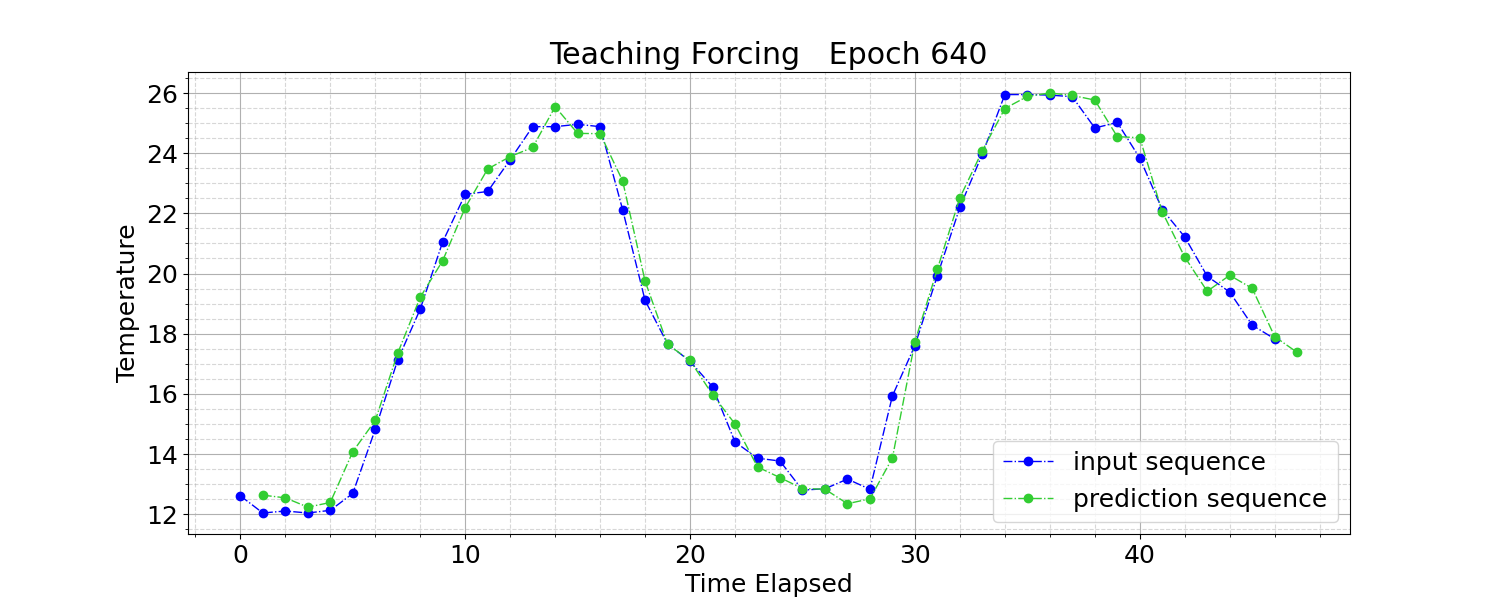 Teaching Forcing   Epoch 640
26
24
22
20
18
16
14
12
Temperature
0 10 20 30 40
Time Elapsed
input sequence
prediction sequence